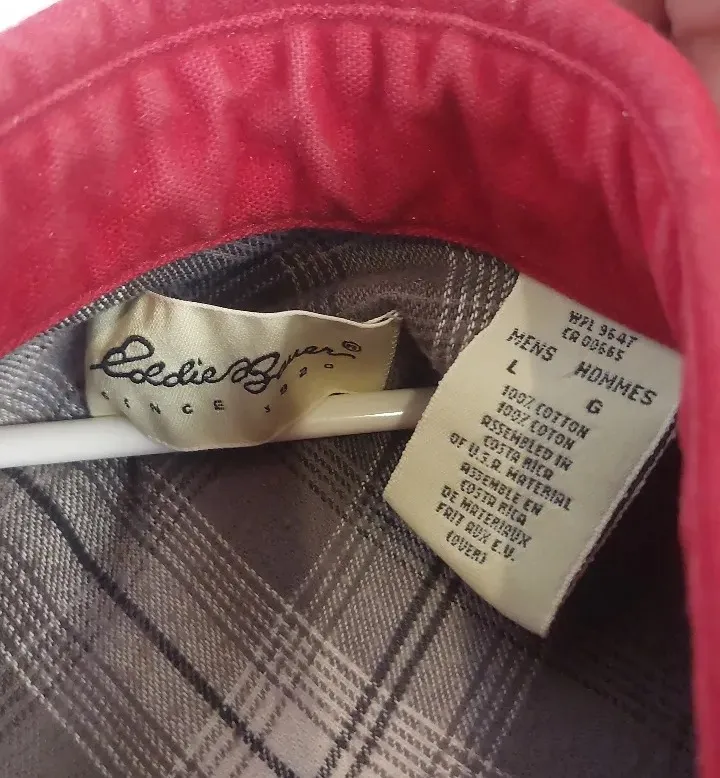 Eddie Bauer®
SINCE 1920
WPL 9647
CA 00665
MENS HOMMES
L G
100% COTTON
100% COTON
ASSEMBLED IN
COSTA RICA
OF U.S.A. MATERIAL
ASSEMBLE EN
COSTA RICA
DE MATERIAUX
FAIT AUX E.U.
(OVER)